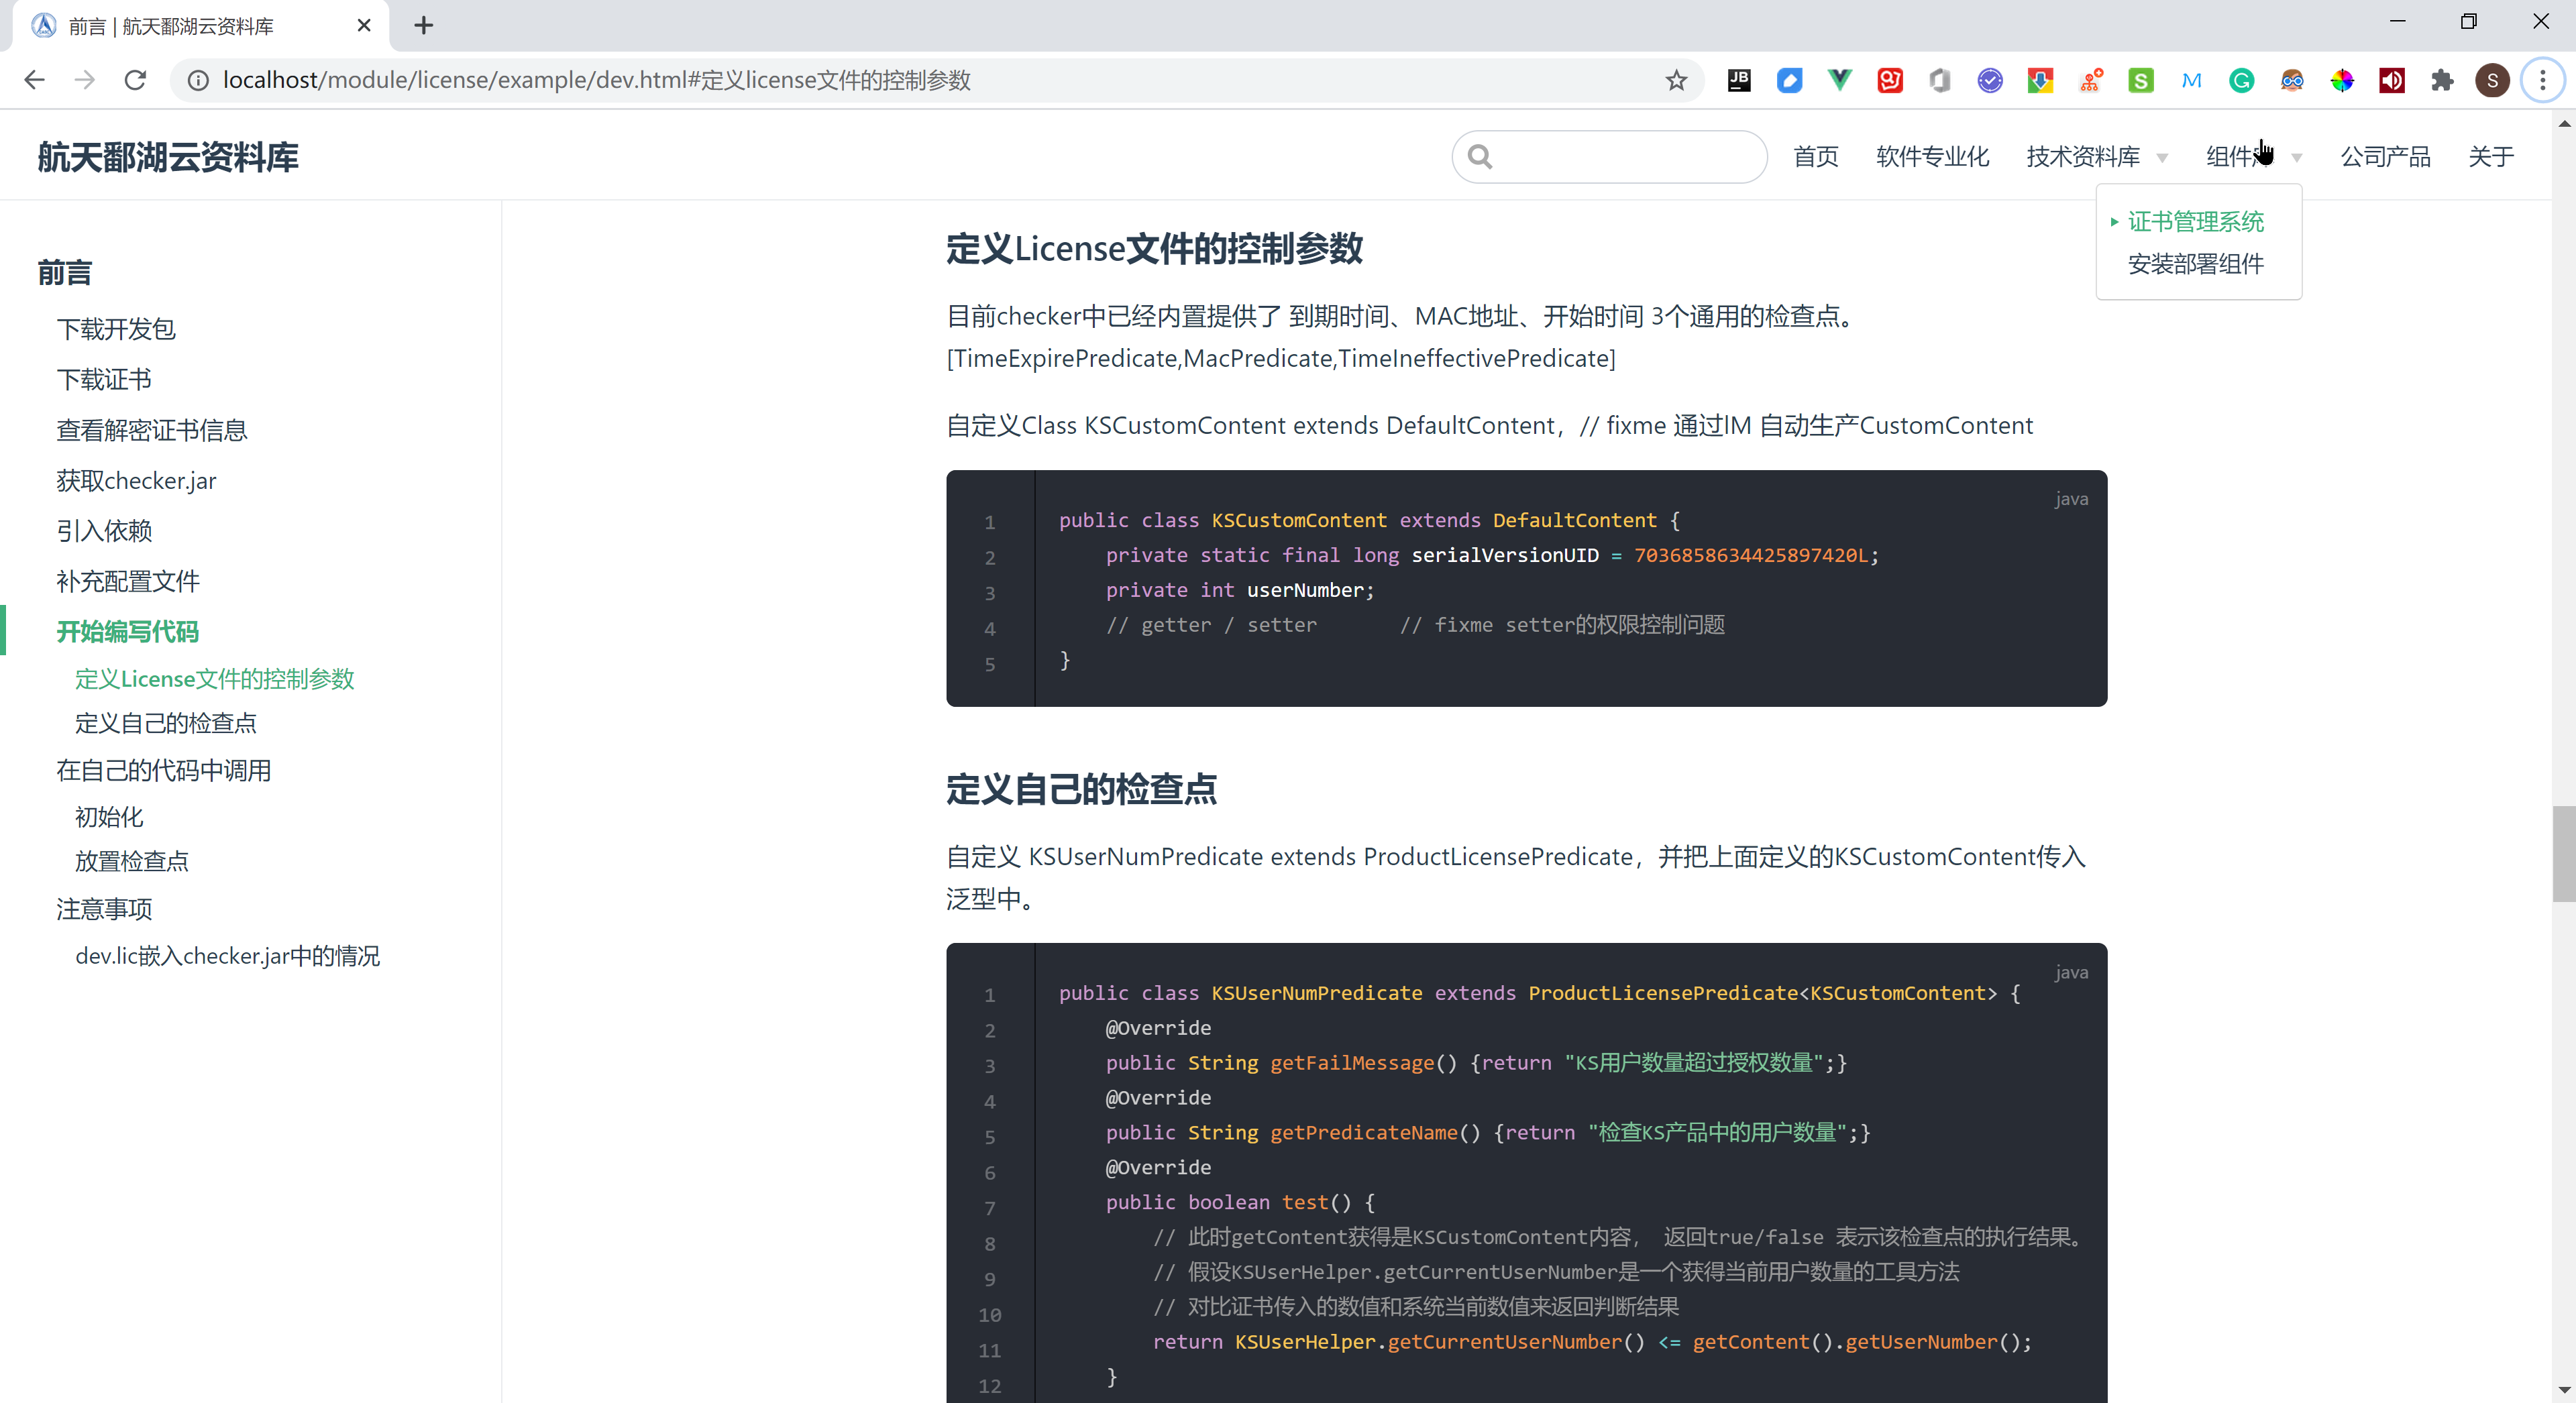 前言 | 航天鄱湖云资料库
localhost/module/license/example/dev.html#定义license文件的控制参数
航天鄱湖云资料库
首页 软件专业化 技术资料库 组件 公司产品 关于
证书管理系统
安装部署组件
前言
下载开发包
下载证书
查看解密证书信息
获取checker.jar
引入依赖
补充配置文件
开始编写代码
定义License文件的控制参数
定义自己的检查点
在自己的代码中调用
初始化
放置检查点
注意事项
dev.lic嵌入checker.jar中的情况
定义License文件的控制参数
目前checker中已经内置提供了 到期时间、MAC地址、开始时间 3个通用的检查点。
[TimeExpirePredicate,MacPredicate,TimeIneffectivePredicate]
自定义Class KSCustomContent extends DefaultContent，// fixme 通过IM 自动生产CustomContent
java
1 public class KSCustomContent extends DefaultContent {
2 private static final long serialVersionUID = 7036858634425897420L;
3 private int userNumber;
4 // getter / setter // fixme setter的权限控制问题
5 }
定义自己的检查点
自定义 KSUserNumPredicate extends ProductLicensePredicate，并把上面定义的KSCustomContent传入
泛型中。
java
1 public class KSUserNumPredicate extends ProductLicensePredicate<KSCustomContent> {
2 @Override
3 public String getFailMessage() {return "KS用户数量超过授权数量";}
4 @Override
5 public String getPredicateName() {return "检查KS产品中的用户数量";}
6 @Override
7 public boolean test() {
8 // 此时getContent获得是KSCustomContent内容， 返回true/false 表示该检查点的执行结果。
9 // 假设KSUserHelper.getCurrentUserNumber是一个获得当前用户数量的工具方法
10 // 对比证书传入的数值和系统当前数值来返回判断结果
11 return KSUserHelper.getCurrentUserNumber() <= getContent().getUserNumber();
12 }